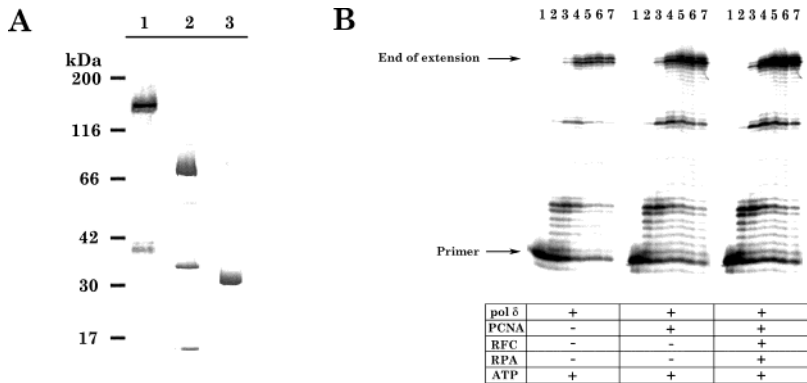 A
1 2 3
kDa
200
116
66
42
30
17
B
1 2 3 4 5 6 7 1 2 3 4 5 6 7 1 2 3 4 5 6 7
End of extension
Primer
pol δ + + +
PCNA - + +
RFC - - +
RPA - - +
ATP + + +